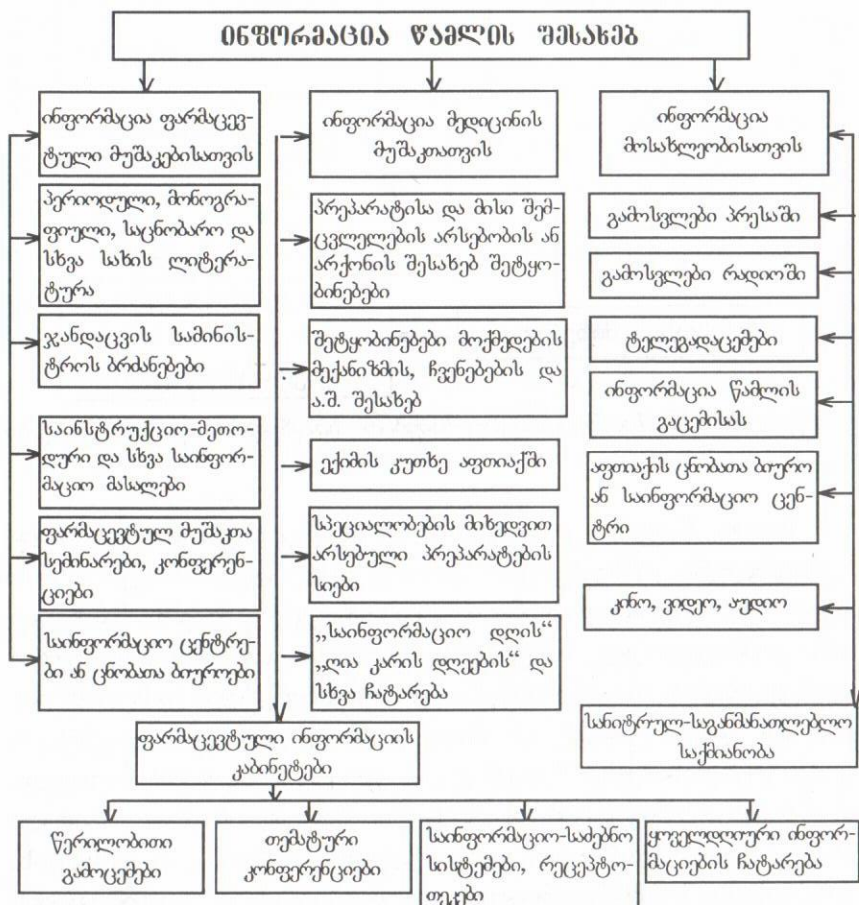 ინფორმაცია წამლის შესახებ
ინფორმაცია ფარმაცევ-
ტული მუშაკებისათვის
პერიოდული, მონოგრა-
ფიული, საცნობარო და
სხვა სახის ლიტერა-
ტურა
ჯანდაცვის სამინის-
ტროს ბრძანებები
საინსტრუქციო-მეთო-
დური და სხვა საინფორ-
მაციო მასალები
ფარმაცევტულ მუშაკთა
სემინარები, კონფერენ-
ციები
საინფორმაციო ცენტრე-
ბი ან ცნობათა ბიუროები
ინფორმაცია მედიცინის
მუშაკთათვის
პრეპარატისა და მისი შემ-
ცვლელების არსებობის ან
არქონის შესახებ შეტყო-
ბინებები
შეტყობინებები მოქმედების
მექანიზმის, ჩვენებების და
ა.შ. შესახებ
ექიმის კუთხე აფთიაქში
სპეციალობების მიხედვით
არსებული პრეპარატების
სიები
„საინფორმაციო დღის“
„ღია კარის დღეების“ და
სხვა ჩატარება
ინფორმაცია
მოსახლეობისათვის
გამოსვლები პრესაში
გამოსვლები რადიოში
ტელეგადაცემები
ინფორმაცია წამლის
გაცემისას
აფთიაქის ცნობათა ბიურო
ან საინფორმაციო ცენ-
ტრი
კინო, ვიდეო, აუდიო
სანიტრულ-საგანმანათლებლო
საქმიანობა
ფარმაცევტული ინფორმაციის
კაბინეტები
წერილობითი
გამოცემები
თემატური
კონფერენციები
საინფორმაციო-საძებნო
სისტემები, რეცეპტო-
თეკები
ყოველდღიური ინფორ-
მაციების ჩატარება